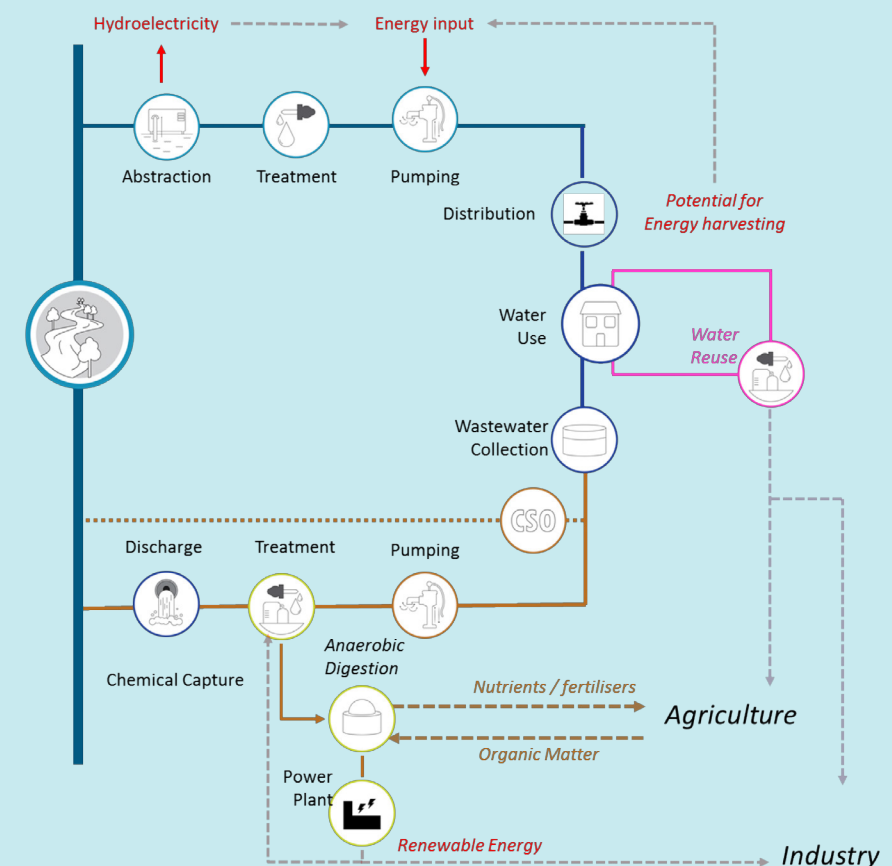 Hydroelectricity
Energy input
Abstraction
Treatment
Pumping
Distribution
Potential for
Energy harvesting
Water
Use
Water
Reuse
Wastewater
Collection
CSO
Discharge
Treatment
Pumping
Chemical Capture
Anaerobic
Digestion
Nutrients / fertilisers
Agriculture
Organic Matter
Power
Plant
Renewable Energy
Industry